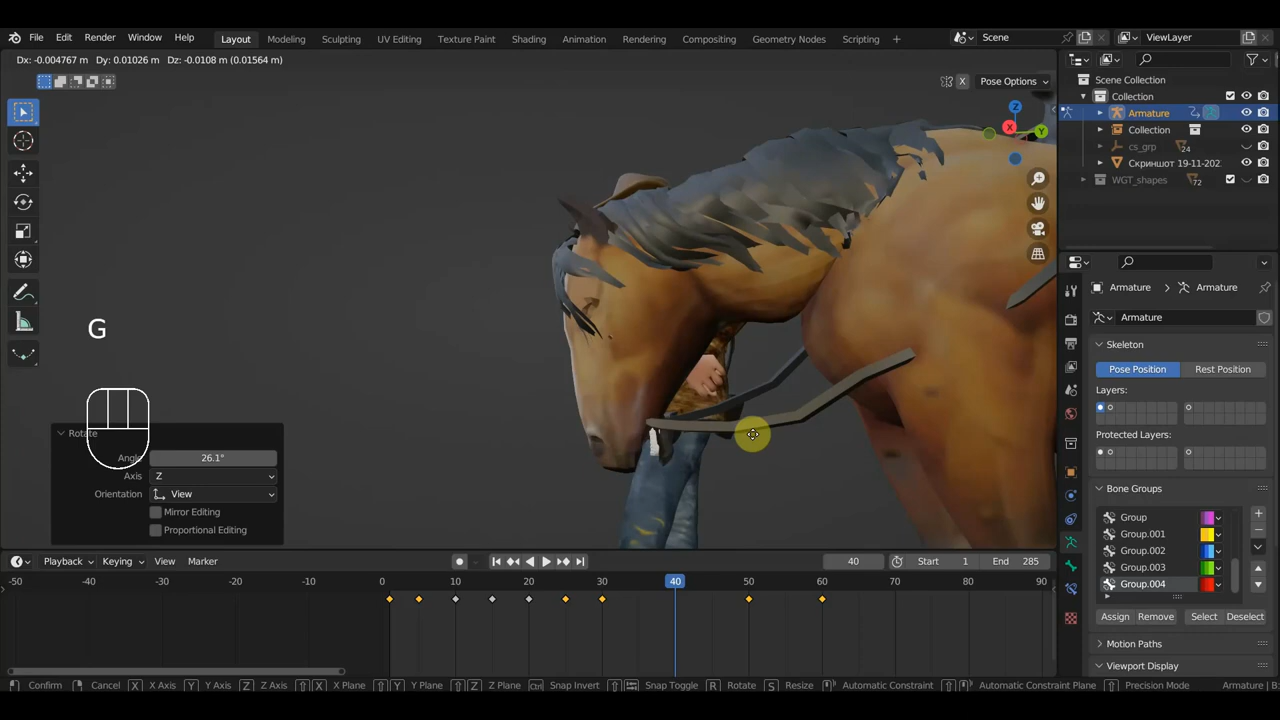 File Edit Render Window Help Layout Modeling Sculpting UV Editing Texture Paint Shading Animation Rendering Compositing Geometry Nodes Scripting + Scene ViewLayer
Dx: -0.004767 m Dy: 0.01026 m Dz: -0.0108 m (0.01564 m)
X Pose Options
Z
X
Y
Scene Collection
Collection
Armature
Collection
cs_grp 24
Скриншот 19-11-202
WGT_shapes 72
Armature > Armature
Armature
Skeleton
Pose Position Rest Position
Layers:
Protected Layers:
Bone Groups
Group
Group.001
Group.002
Group.003
Group.004
Assign Remove Select Deselect
Motion Paths
Viewport Display
G
Rotate
Angle 26.1°
Axis Z
Orientation View
Mirror Editing
Proportional Editing
Playback Keying View Marker 40 Start 1 End 285
-50 -40 -30 -20 -10 0 10 20 30 40 50 60 70 80 90
Confirm Cancel X X Axis Y Y Axis Z Z Axis X X Plane Y Y Plane Z Z Plane Ctrl Snap Invert Snap Toggle R Rotate S Resize Automatic Constraint Automatic Constraint Plane Precision Mode Armature | B: